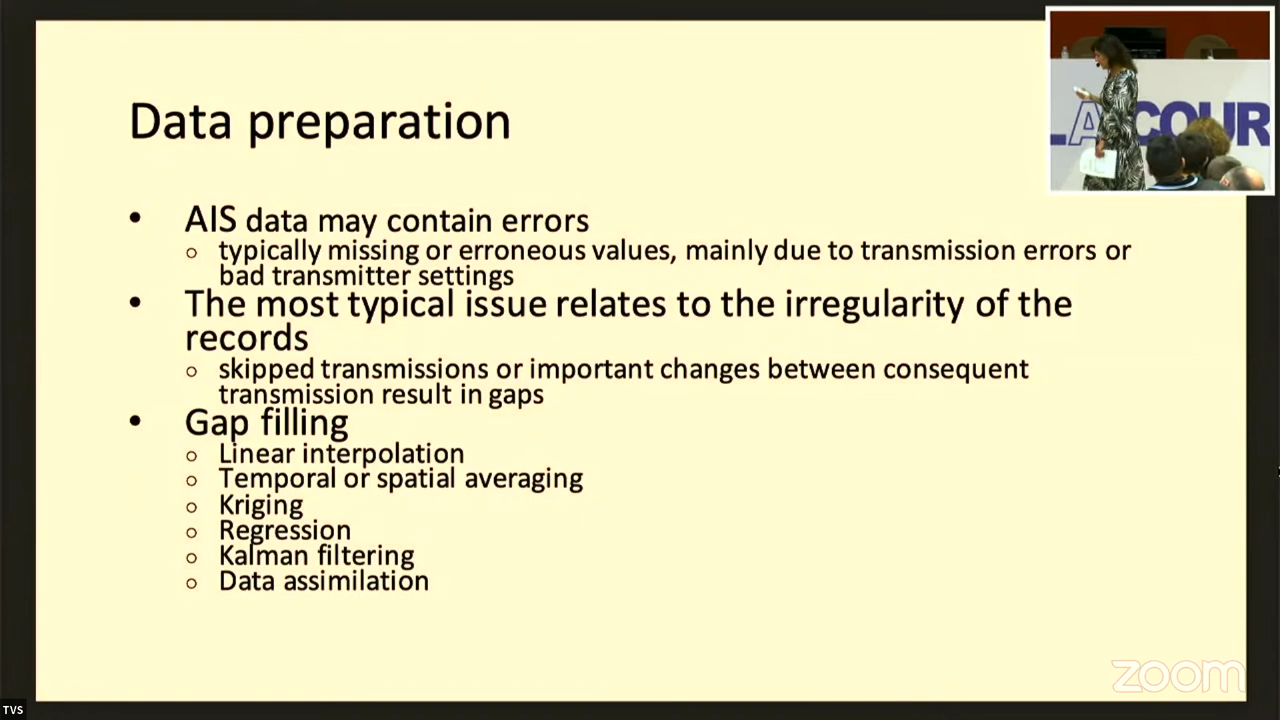 Data preparation
• AIS data may contain errors
○ typically missing or erroneous values, mainly due to transmission errors or
bad transmitter settings
• The most typical issue relates to the irregularity of the
records
○ skipped transmissions or important changes between consequent
transmission result in gaps
• Gap filling
○ Linear interpolation
○ Temporal or spatial averaging
○ Kriging
○ Regression
○ Kalman filtering
○ Data assimilation
LA COUR
zoom
TVS